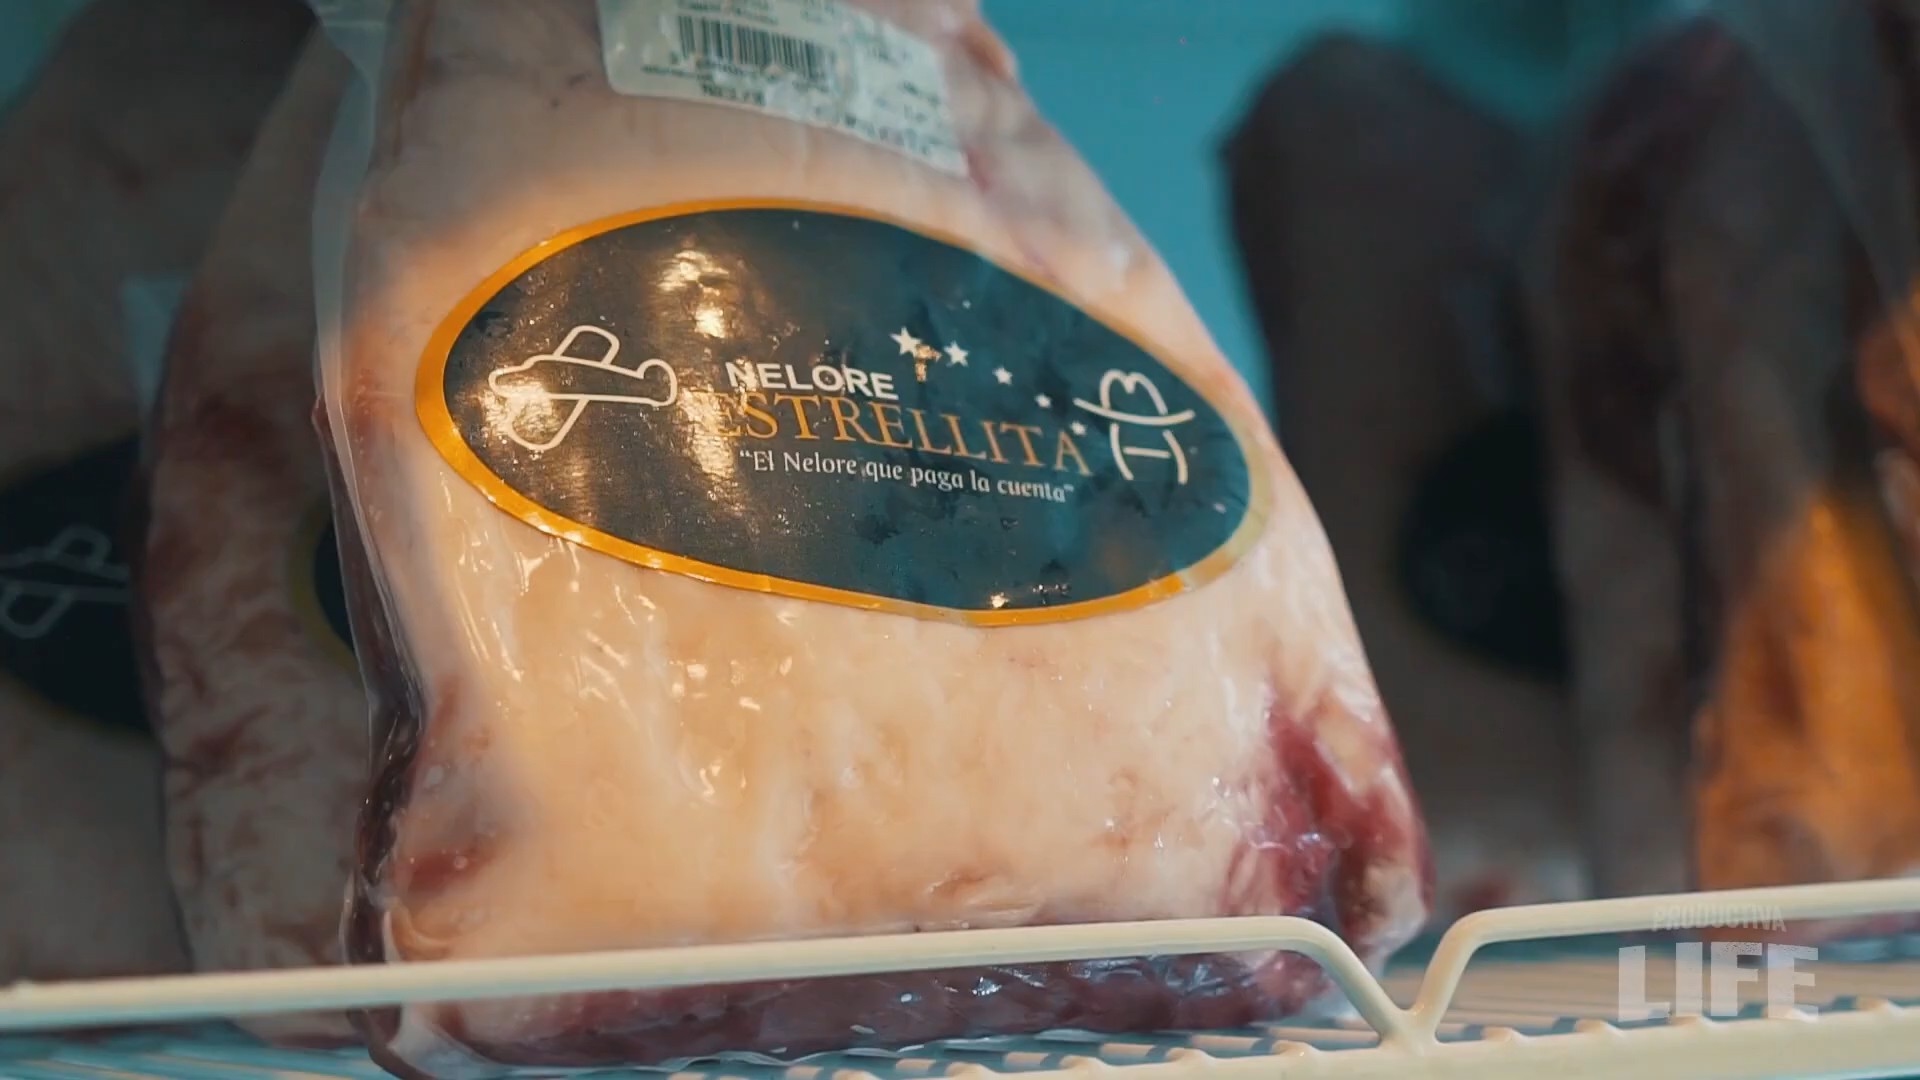 NELORE
ESTRELLITA
“El Nelore que paga la cuenta”
PRODUCTIVA
LIFE